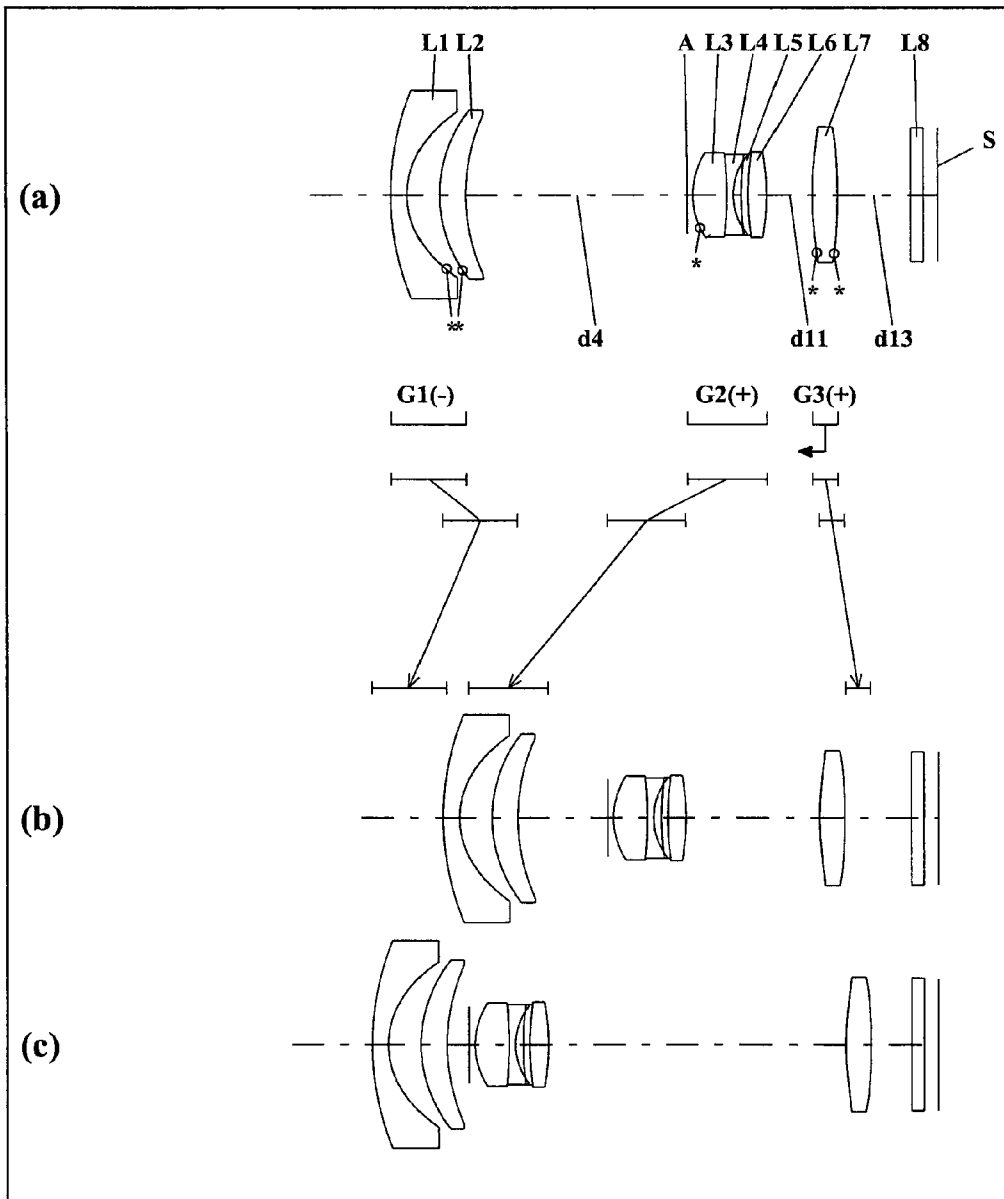 L1 L2 A L3 L4 L5 L6 L7 L8
S
(a)
* * * * *
d4 d11 d13
G1(-) G2(+) G3(+)
(b)
(c)